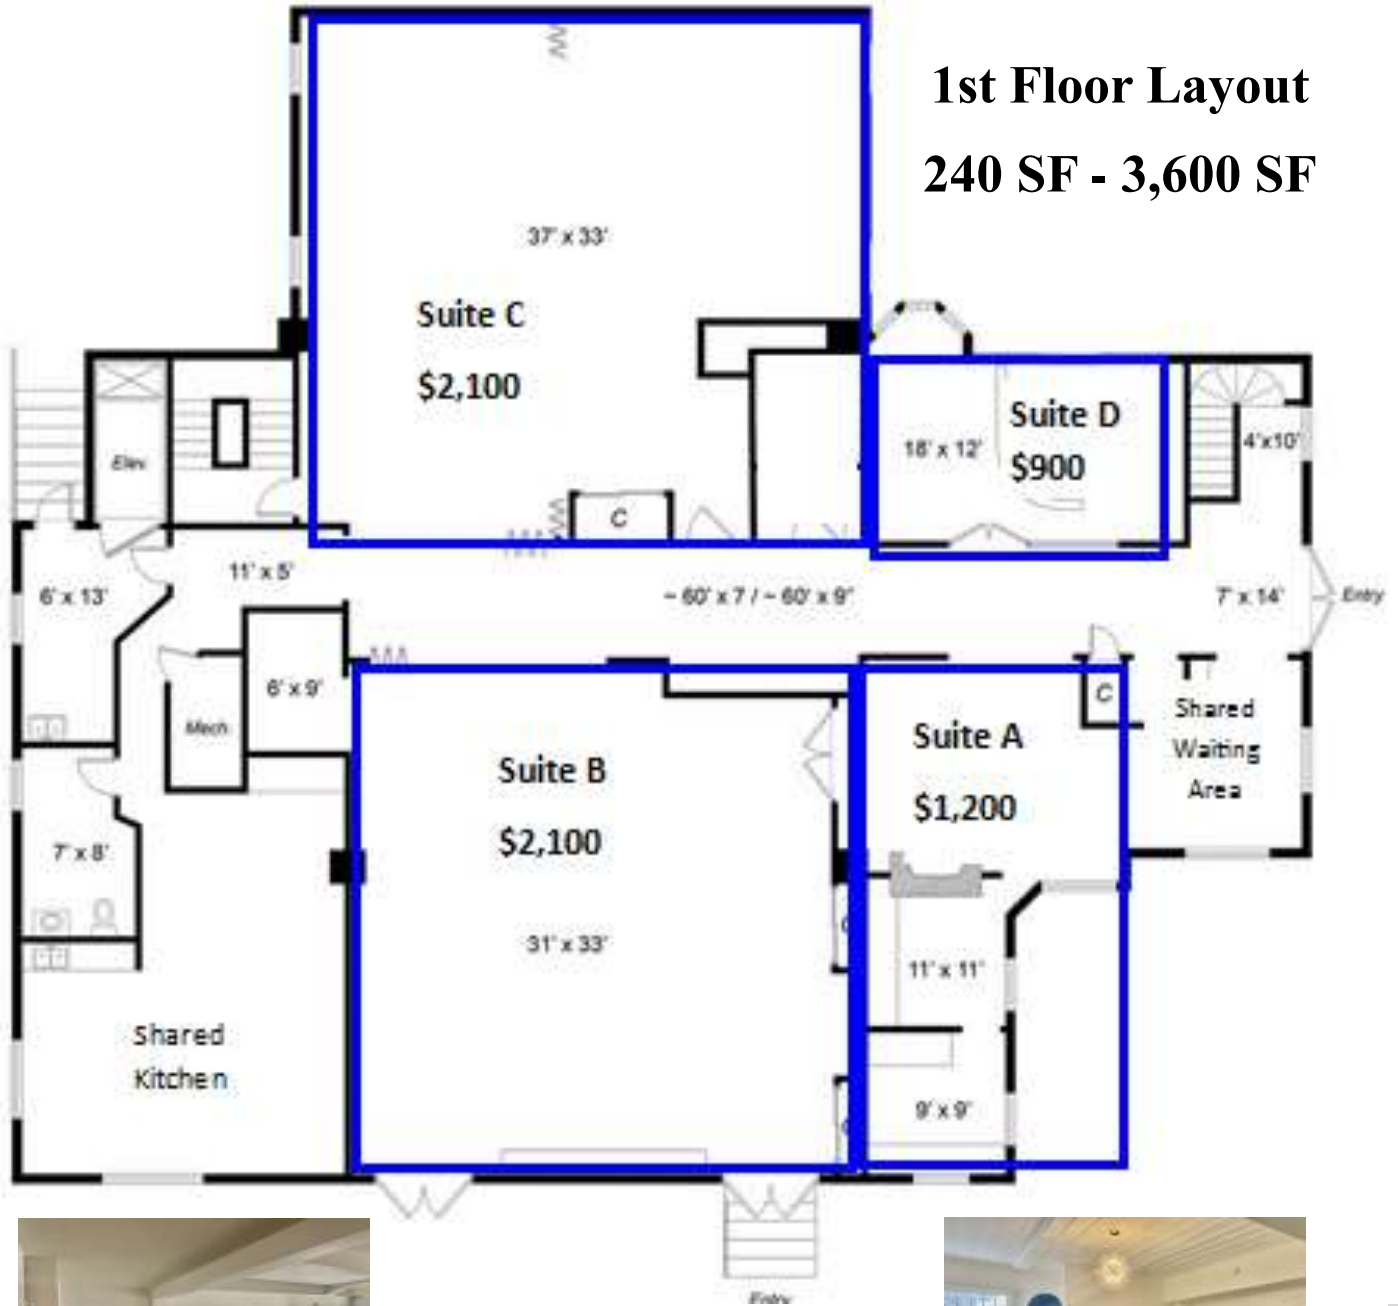 1st Floor Layout
240 SF - 3,600 SF
37' x 33'
Suite C
$2,100
C
Suite D
18' x 12'
$900
4'x10'
Elev.
6' x 13'
11' x 5'
~ 60' x 7 / ~ 60' x 9"
7' x 14'
Entry
6' x 9'
Mech.
C
Shared
Waiting
Area
Suite B
$2,100
31' x 33'
Suite A
$1,200
7' x 8'
11' x 11'
9' x 9'
Shared
Kitchen
Entry